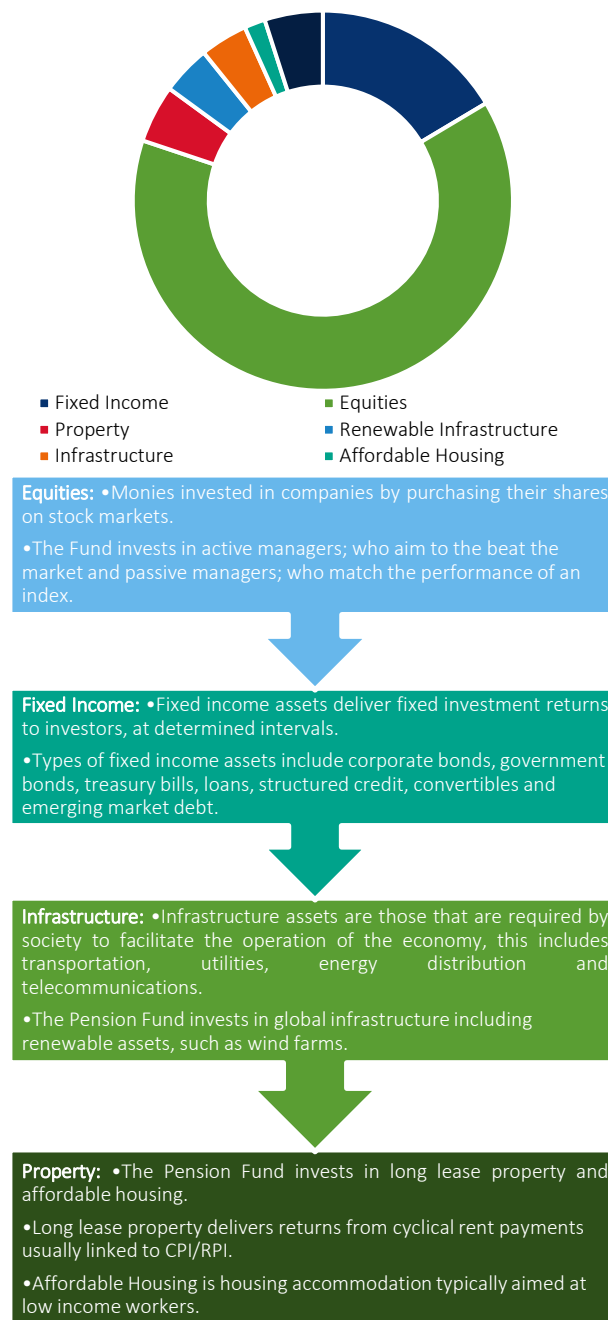 Fixed Income
Equities
Property
Renewable Infrastructure
Infrastructure
Affordable Housing
Equities: •Monies invested in companies by purchasing their shares
on stock markets.
•The Fund invests in active managers; who aim to the beat the
market and passive managers; who match the performance of an
index.
Fixed Income: •Fixed income assets deliver fixed investment returns
to investors, at determined intervals.
•Types of fixed income assets include corporate bonds, government
bonds, treasury bills, loans, structured credit, convertibles and
emerging market debt.
Infrastructure: •Infrastructure assets are those that are required by
society to facilitate the operation of the economy, this includes
transportation, utilities, energy distribution and
telecommunications.
•The Pension Fund invests in global infrastructure including
renewable assets, such as wind farms.
Property: •The Pension Fund invests in long lease property and
affordable housing.
•Long lease property delivers returns from cyclical rent payments
usually linked to CPI/RPI.
•Affordable Housing is housing accommodation typically aimed at
low income workers.